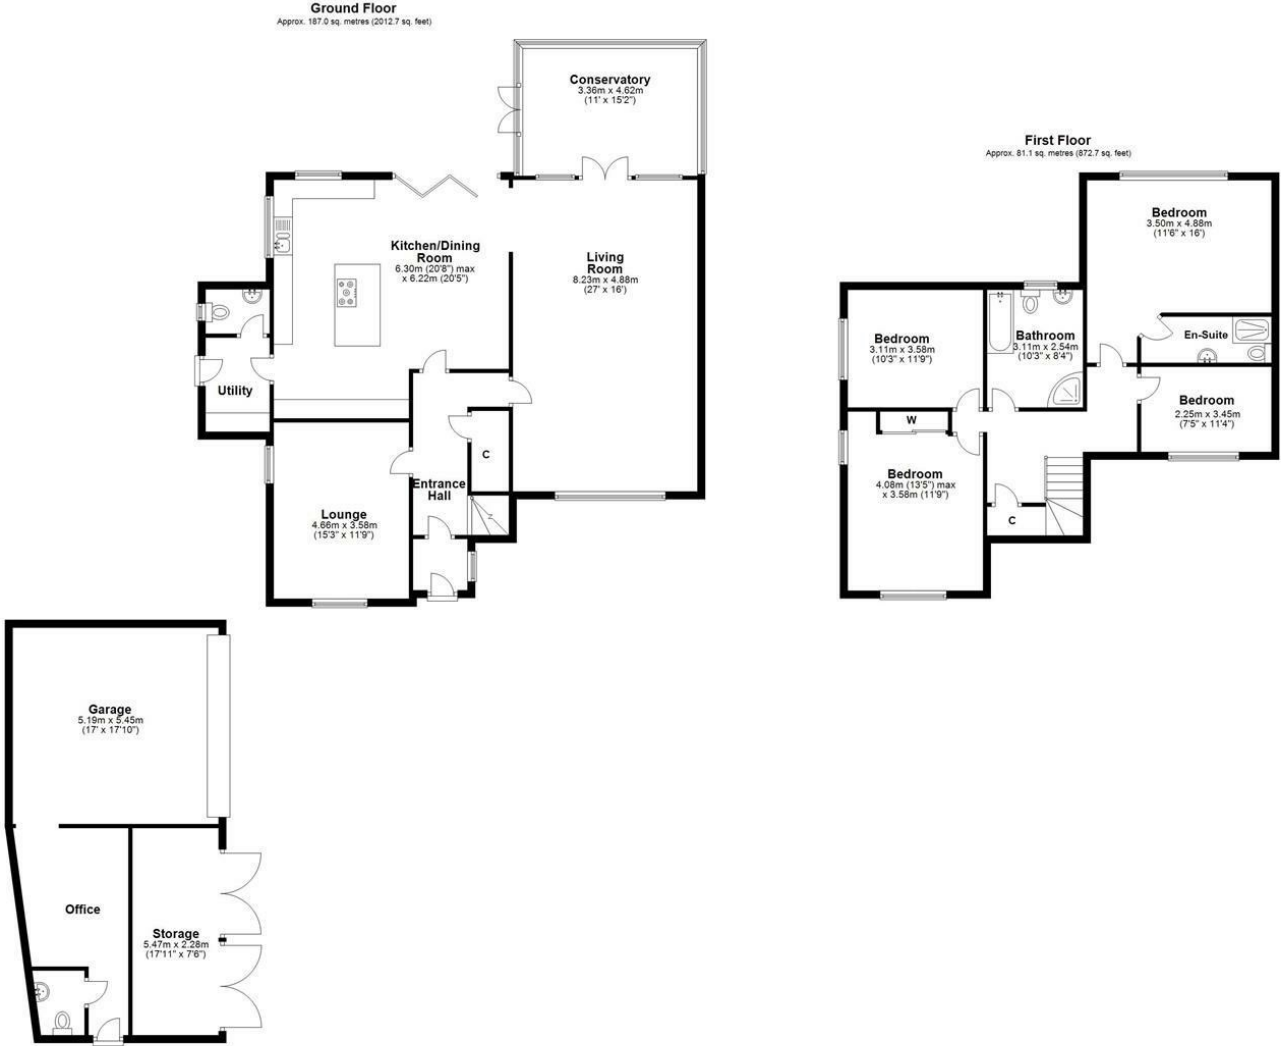 Ground Floor
Approx. 187.0 sq. metres (2012.7 sq. feet)
Conservatory
3.36m x 4.62m
(11' x 15'2")
Kitchen/Dining
Room
6.30m (20'8") max
x 6.22m (20'5")
Living
Room
8.23m x 4.88m
(27' x 16')
Utility
C
Entrance
Hall
Lounge
4.66m x 3.58m
(15'3" x 11'9")
Garage
5.19m x 5.45m
(17' x 17'10")
Office
Storage
5.47m x 2.28m
(17'11" x 7'6")
First Floor
Approx. 81.1 sq. metres (872.7 sq. feet)
Bedroom
3.50m x 4.88m
(11'6" x 16')
Bedroom
3.11m x 3.58m
(10'3" x 11'9")
Bathroom
3.11m x 2.54m
(10'3" x 8'4")
En-Suite
Bedroom
2.25m x 3.45m
(7'5" x 11'4")
W
Bedroom
4.08m (13'5") max
x 3.58m (11'9")
C